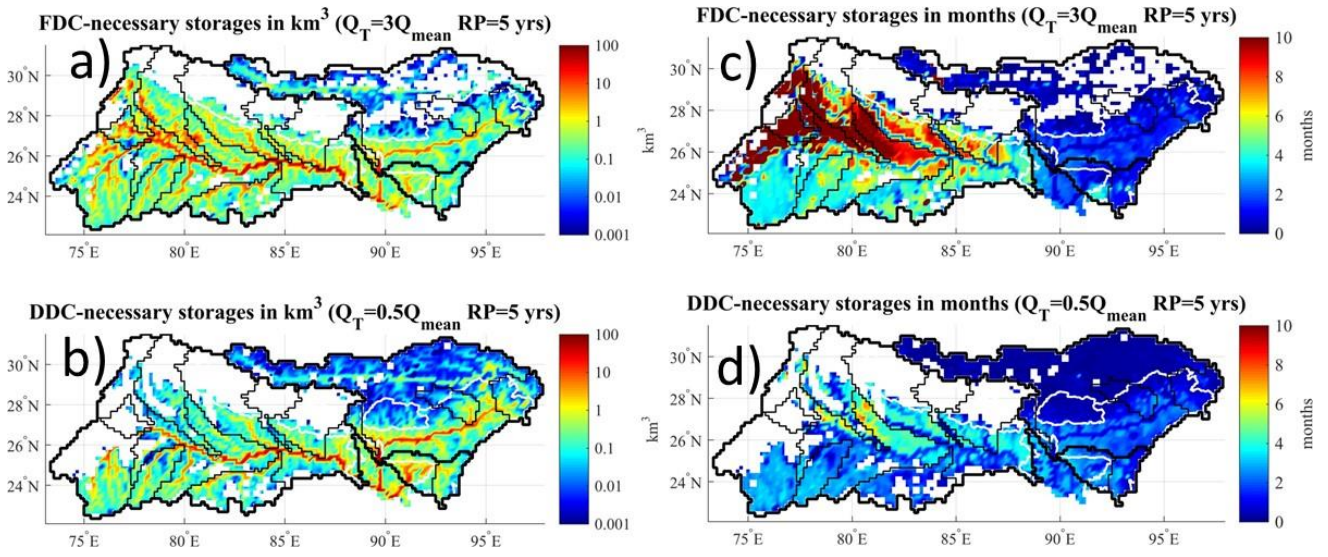 FDC-necessary storages in km³ (Q_T=3Q_mean RP=5 yrs)
a)
30°N
28°N
26°N
24°N
75°E 80°E 85°E 90°E 95°E
100
10
1
0.1
0.01
0.001
km³
FDC-necessary storages in months (Q_T=3Q_mean RP=5 yrs)
c)
30°N
28°N
26°N
24°N
75°E 80°E 85°E 90°E 95°E
10
8
6
4
2
0
months
DDC-necessary storages in km³ (Q_T=0.5Q_mean RP=5 yrs)
b)
30°N
28°N
26°N
24°N
75°E 80°E 85°E 90°E 95°E
100
10
1
0.1
0.01
0.001
km³
DDC-necessary storages in months (Q_T=0.5Q_mean RP=5 yrs)
d)
30°N
28°N
26°N
24°N
75°E 80°E 85°E 90°E 95°E
10
8
6
4
2
0
months